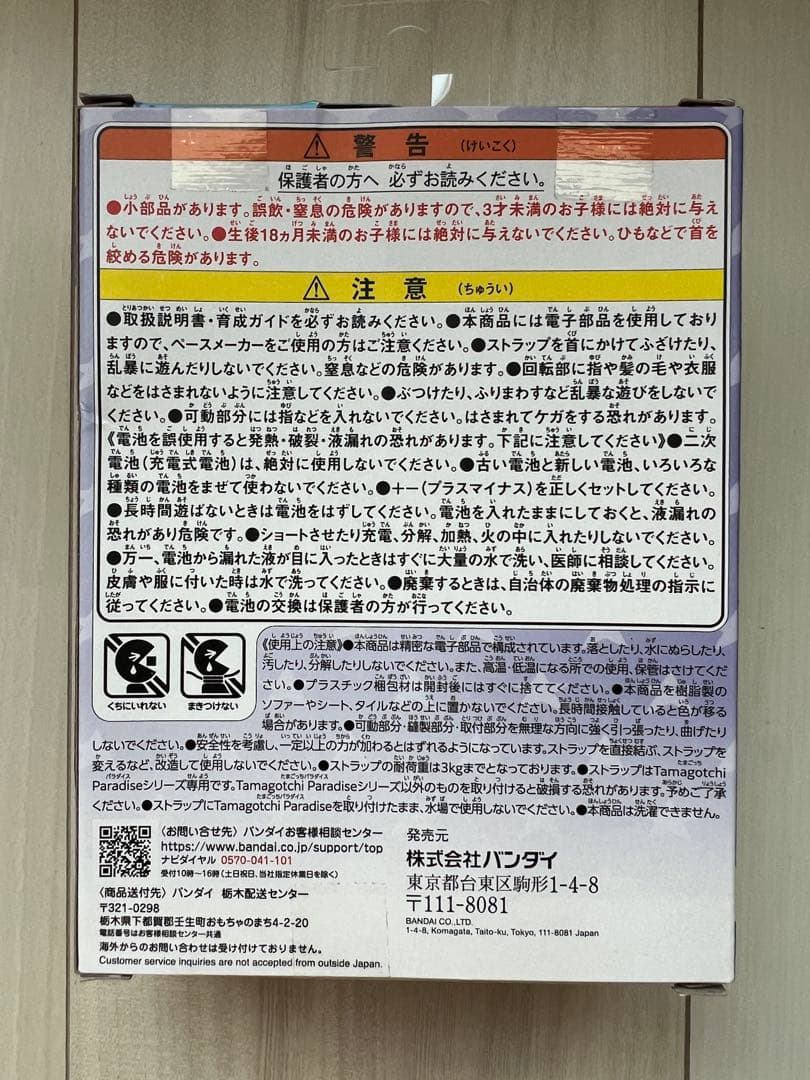 ⚠ 警告 (けいこく)
保護者の方へ 必ずお読みください。
●小部品があります。誤飲・窒息の危険がありますので、3才未満のお子様には絶対に与え
ないでください。●生後18ヵ月未満のお子様には絶対に与えないでください。ひもなどで首を
絞める危険があります。
⚠ 注意 (ちゅうい)
●取扱説明書・育成ガイドを必ずお読みください。●本商品には電子部品を使用しており
ますので、ペースメーカーをご使用の方はご注意ください。●ストラップを首にかけてふざけたり、
乱暴に遊んだりしないでください。窒息などの危険があります。●回転部に指や髪の毛や衣服
などをはさまれないように注意してください。●ぶつけたり、ふりまわすなど乱暴な遊びをしないで
ください。●可動部分には指などを入れないでください。はさまれてケガをする恐れがあります。
《電池を誤使用すると発熱・破裂・液漏れの恐れがあります。下記に注意してください》●二次
電池(充電式電池)は、絶対に使用しないでください。●古い電池と新しい電池、いろいろな
種類の電池をまぜて使わないでください。●+−(プラスマイナス)を正しくセットしてください。
●長時間遊ばないときは電池をはずしてください。電池を入れたままにしておくと、液漏れの
恐れがあり危険です。●ショートさせたり充電、分解、加熱、火の中に入れたりしないでください。
●万一、電池から漏れた液が目に入ったときはすぐに大量の水で洗い、医師に相談してください。
皮膚や服に付いた時は水で洗ってください。●廃棄するときは、自治体の廃棄物処理の指示に
従ってください。●電池の交換は保護者の方が行ってください。
くちにいれない
まきつけない
《使用上の注意》●本商品は精密な電子部品で構成されています。落としたり、水にぬらしたり、
汚したり、分解したりしないでください。また、高温・低温になる所での使用、保管はさけてくだ
さい。●プラスチック梱包材は開封後にはすぐに捨ててください。●本商品を樹脂製の
ソファーやシート、タイルなどの上に置かないでください。長時間接触していると色が移る
場合があります。●可動部分・縫製部分・取付部分を無理な方向に強く引っ張ったり、曲げたり
しないでください。●安全性を考慮し、一定以上の力が加わるとはずれるようになっています。ストラップを直接結ぶ、ストラップを
変えるなど、改造して使用しないでください。●ストラップの耐荷重は3kgまでとなっております。●ストラップはTamagotchi
Paradiseシリーズ専用です。Tamagotchi Paradiseシリーズ以外のものを取り付けると破損する恐れがあります。予めご了承
ください。●ストラップにTamagotchi Paradiseを取り付けたまま、水場で使用しないでください。●本商品は洗濯できません。
〈お問い合せ先〉バンダイお客様相談センター
https://www.bandai.co.jp/support/top
ナビダイヤル 0570-041-101
受付10時〜16時(土日祝日、当社指定休業日を除く)
〈商品送付先〉バンダイ 栃木配送センター
〒321-0298
栃木県下都賀郡壬生町おもちゃのまち4-2-20
電話番号はお客様相談センター共通
海外からのお問い合わせは受け付けておりません。
Customer service inquiries are not accepted from outside Japan.
発売元
株式会社バンダイ
東京都台東区駒形1-4-8
〒111-8081
BANDAI CO.,LTD.
1-4-8, Komagata, Taito-ku, Tokyo, 111-8081 Japan